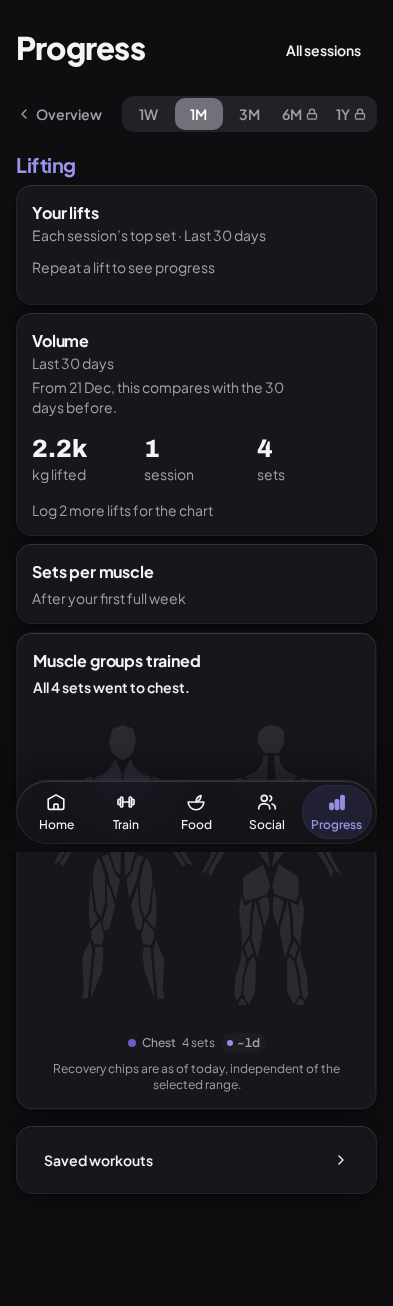 Progress
All sessions
Overview
1W
1M
3M
6M
1Y
Lifting
Your lifts
Each session's top set · Last 30 days
Repeat a lift to see progress
Volume
Last 30 days
From 21 Dec, this compares with the 30
days before.
2.2k
1
4
kg lifted
session
sets
Log 2 more lifts for the chart
Sets per muscle
After your first full week
Muscle groups trained
All 4 sets went to chest.
Home
Train
Food
Social
Progress
Chest 4 sets ~1d
Recovery chips are as of today, independent of the
selected range.
Saved workouts